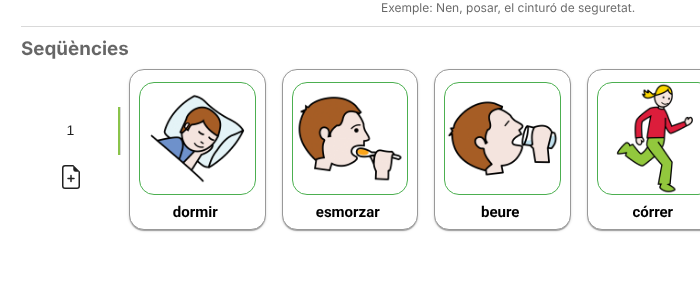 Exemple: Nen, posar, el cinturó de seguretat.
Seqüències
1
dormir
esmorzar
beure
córrer